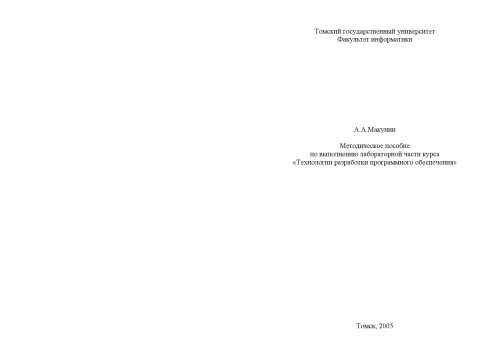 Томский государственный университет
Факультет информатики
А.А.Макунин
Методическое пособие
по выполнению лабораторной части курса
«Технологии разработки программного обеспечения»
Томск, 2005